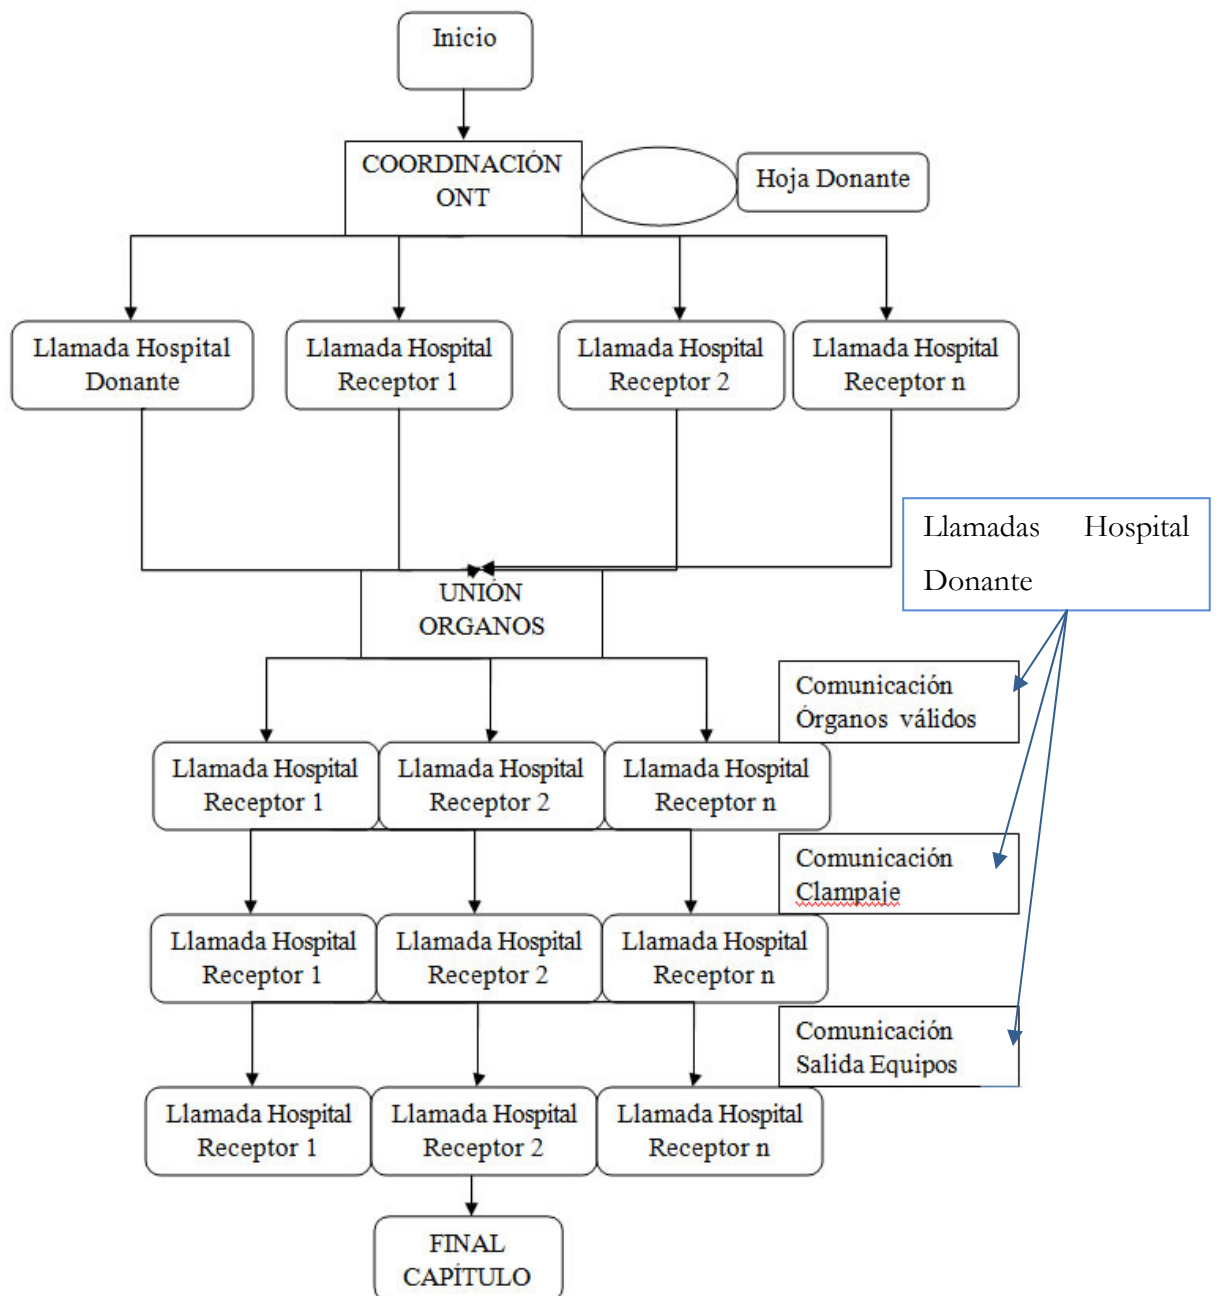 Inicio
COORDINACIÓN
ONT
Hoja Donante
Llamada Hospital
Donante
Llamada Hospital
Receptor 1
Llamada Hospital
Receptor 2
Llamada Hospital
Receptor n
Llamadas Hospital
Donante
UNIÓN
ORGANOS
Comunicación
Órganos válidos
Llamada Hospital
Receptor 1
Llamada Hospital
Receptor 2
Llamada Hospital
Receptor n
Comunicación
Clampaje
Llamada Hospital
Receptor 1
Llamada Hospital
Receptor 2
Llamada Hospital
Receptor n
Comunicación
Salida Equipos
Llamada Hospital
Receptor 1
Llamada Hospital
Receptor 2
Llamada Hospital
Receptor n
FINAL
CAPÍTULO